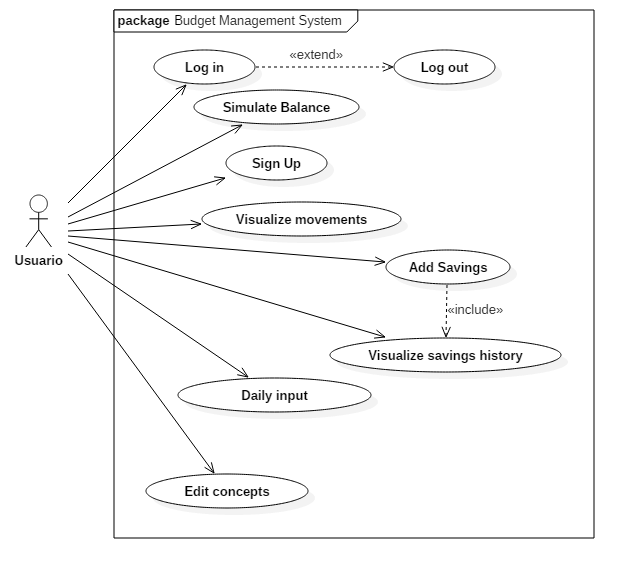 package Budget Management System
Log in
«extend»
Log out
Simulate Balance
Sign Up
Visualize movements
Usuario
Add Savings
«include»
Visualize savings history
Daily input
Edit concepts